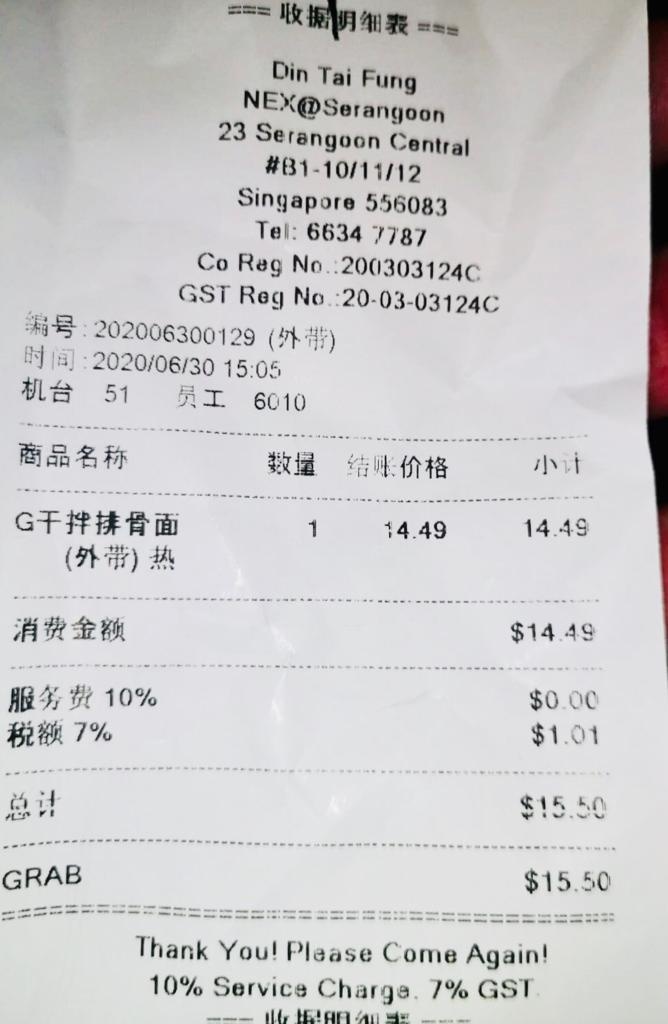 === 收据明细表 ===
Din Tai Fung
NEX@Serangoon
23 Serangoon Central
#B1-10/11/12
Singapore 556083
Tel: 6634 7787
Co Reg No.:200303124C
GST Reg No.:20-03-03124C
编号:202006300129 (外带)
时间:2020/06/30 15:05
机台 51 员工 6010
商品名称 数量 结账价格 小计
G干拌排骨面 1 14.49 14.49
(外带) 热
消费金额 $14.49
服务费 10% $0.00
税额 7% $1.01
总计 $15.50
GRAB $15.50
Thank You! Please Come Again!
10% Service Charge. 7% GST.
=== 收据明细表 ===